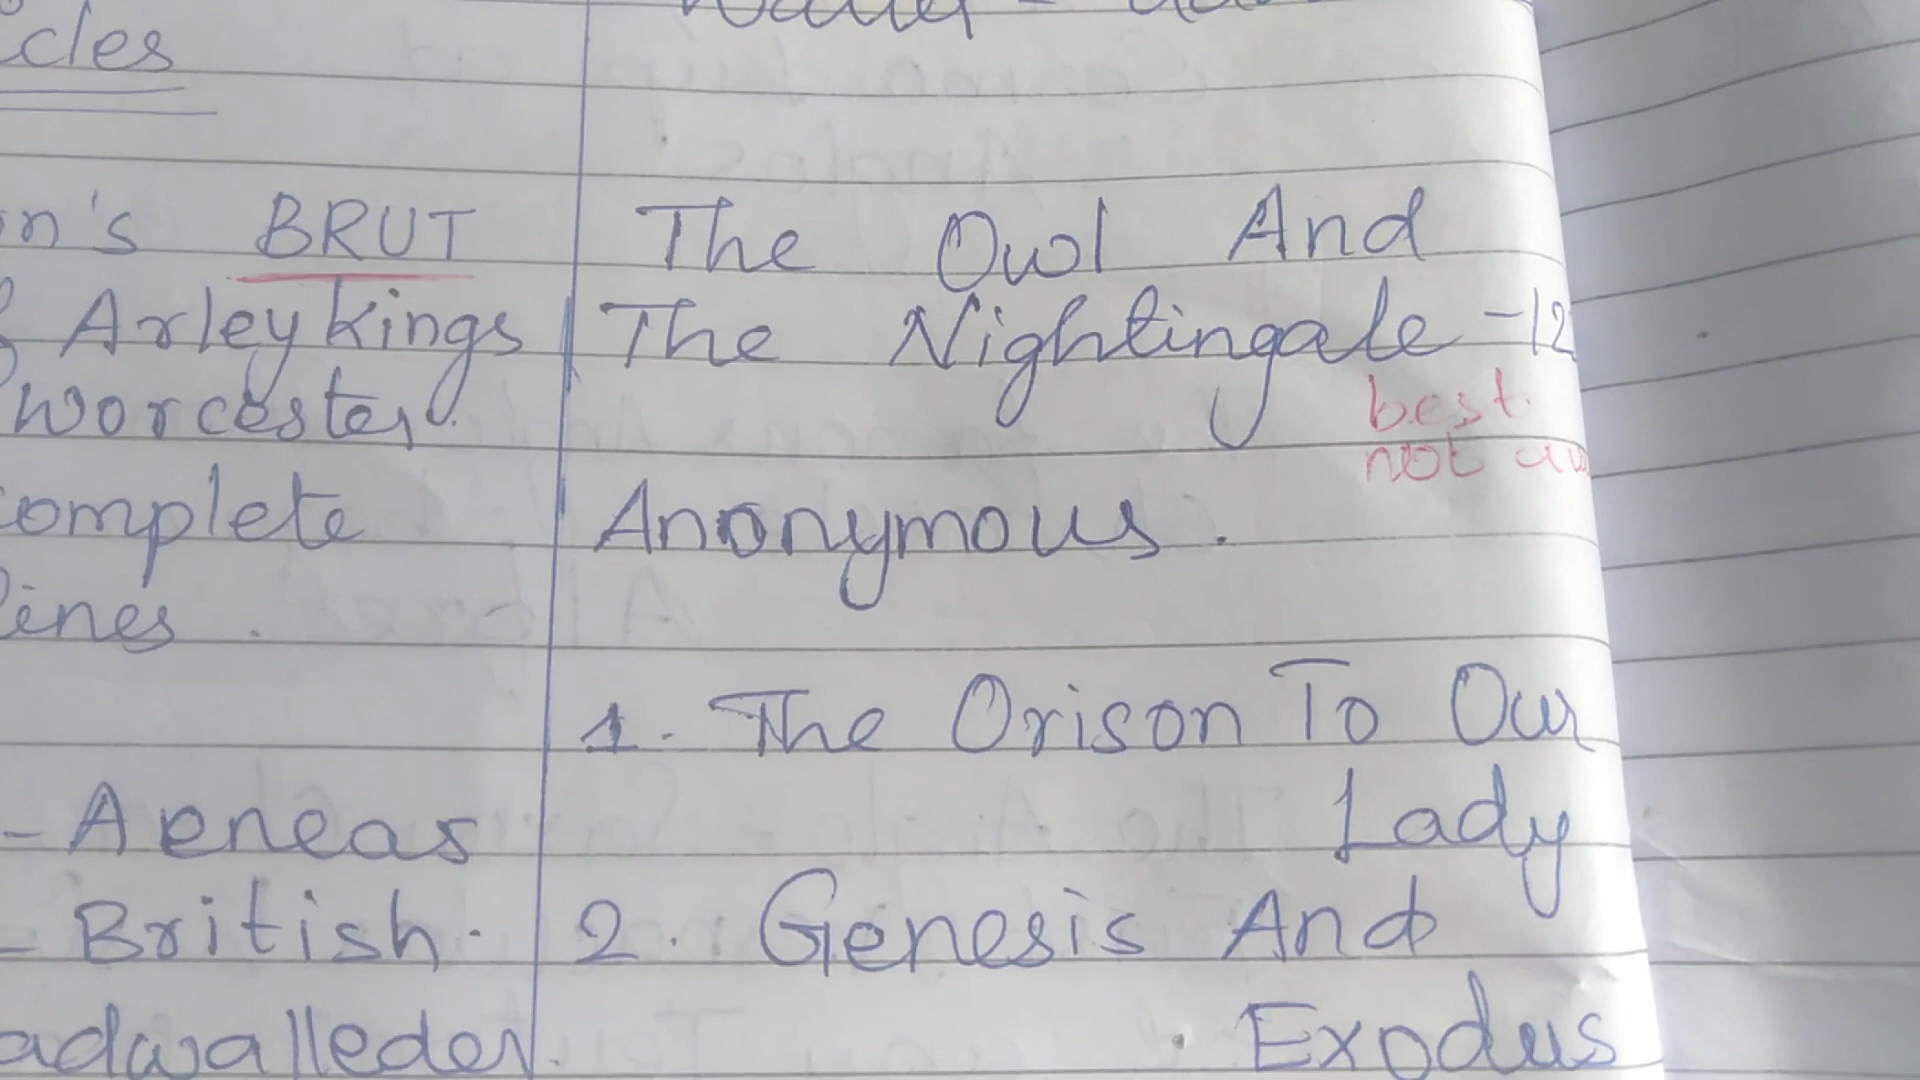 cles
n's BRUT
Arley kings
worcester.
omplete
lines.
- Aeneas
- British.
adwalleder.
The Owl And
The Nightingale -12
best
not
Anonymous.
1. The Orison To Our
Lady
2. Genesis And
Exodus